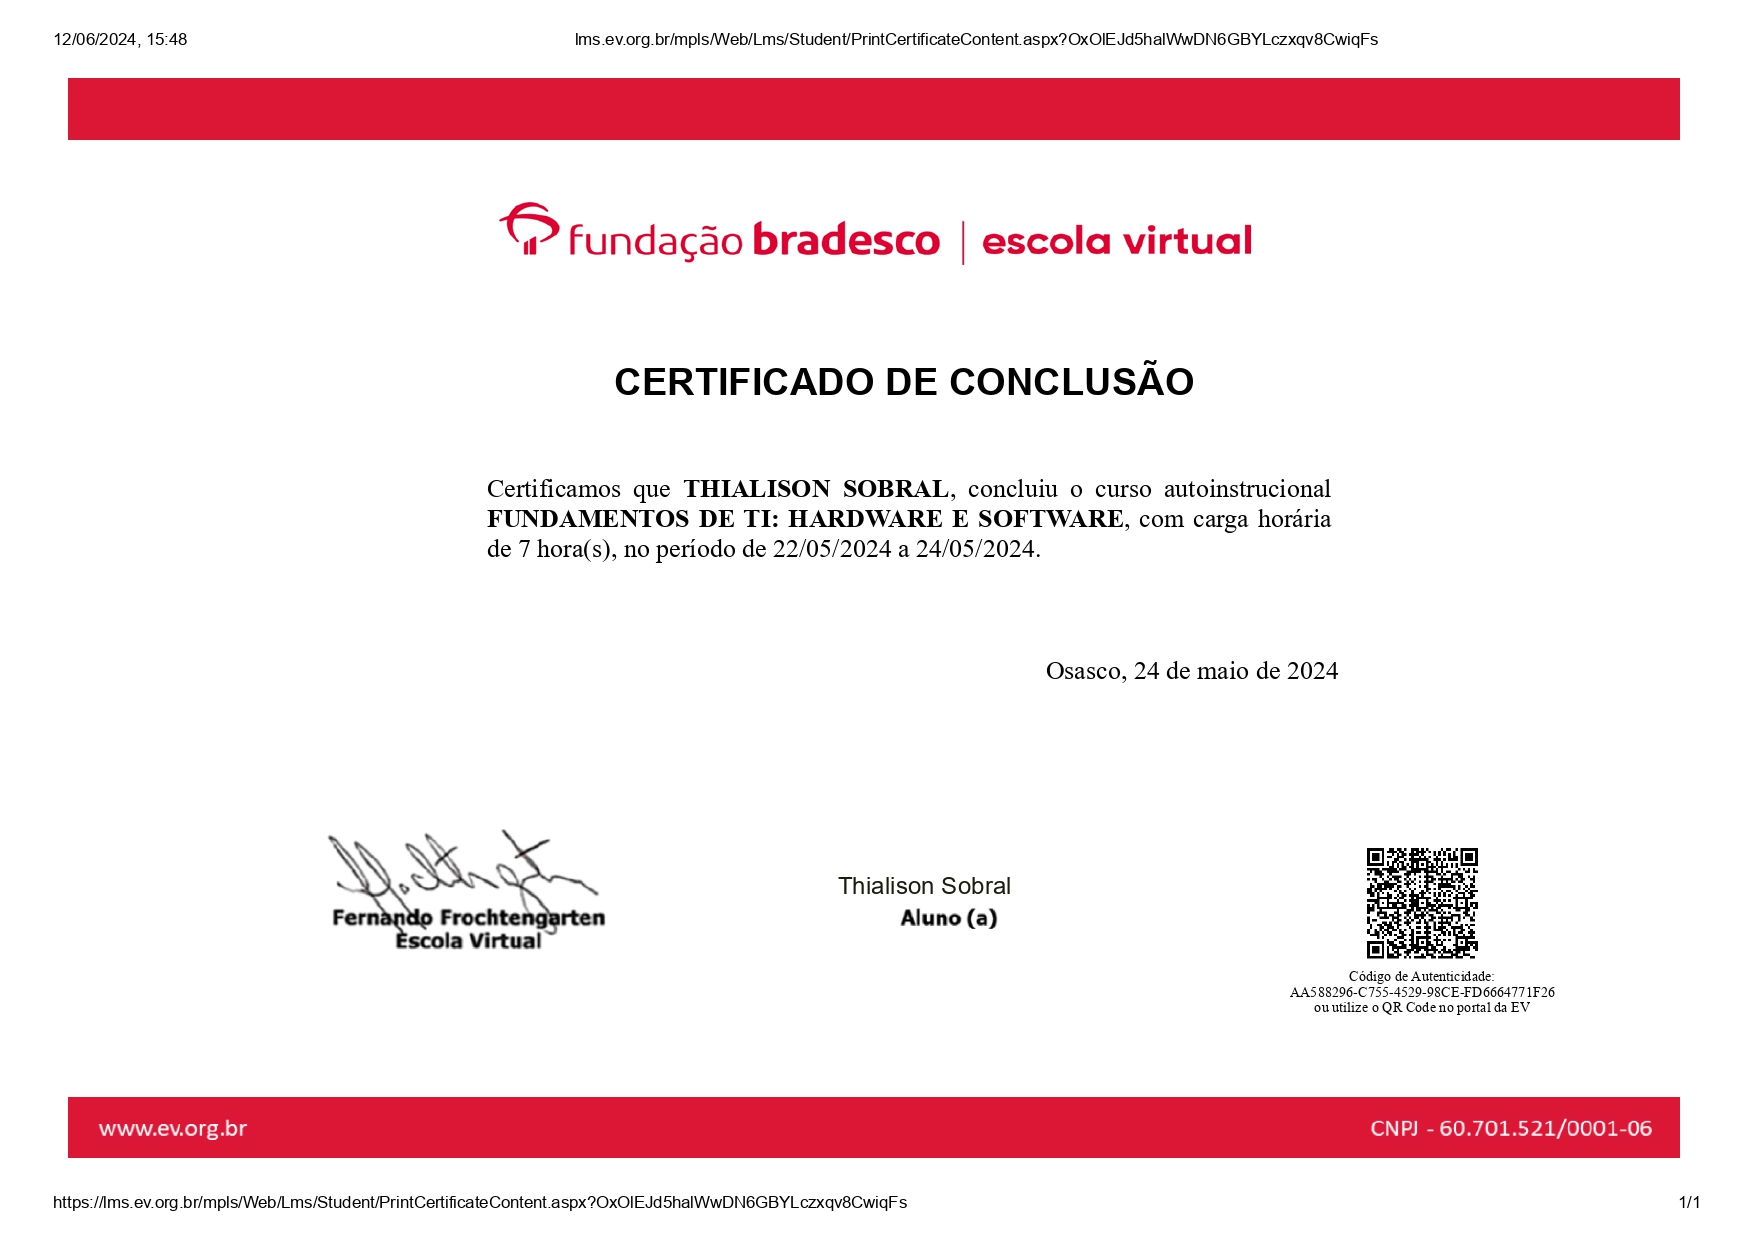 12/06/2024, 15:48
lms.ev.org.br/mpls/Web/Lms/Student/PrintCertificateContent.aspx?OxOlEJd5halWwDN6GBYLczxqv8CwiqFs
fundação bradesco | escola virtual
CERTIFICADO DE CONCLUSÃO
Certificamos que THIALISON SOBRAL, concluiu o curso autoinstrucional
FUNDAMENTOS DE TI: HARDWARE E SOFTWARE, com carga horária
de 7 hora(s), no período de 22/05/2024 a 24/05/2024.
Osasco, 24 de maio de 2024
Fernando Frochtengarten
Escola Virtual
Thialison Sobral
Aluno (a)
Código de Autenticidade:
AA588296-C755-4529-98CE-FD6664771F26
ou utilize o QR Code no portal da EV
www.ev.org.br
CNPJ - 60.701.521/0001-06
https://lms.ev.org.br/mpls/Web/Lms/Student/PrintCertificateContent.aspx?OxOlEJd5halWwDN6GBYLczxqv8CwiqFs
1/1